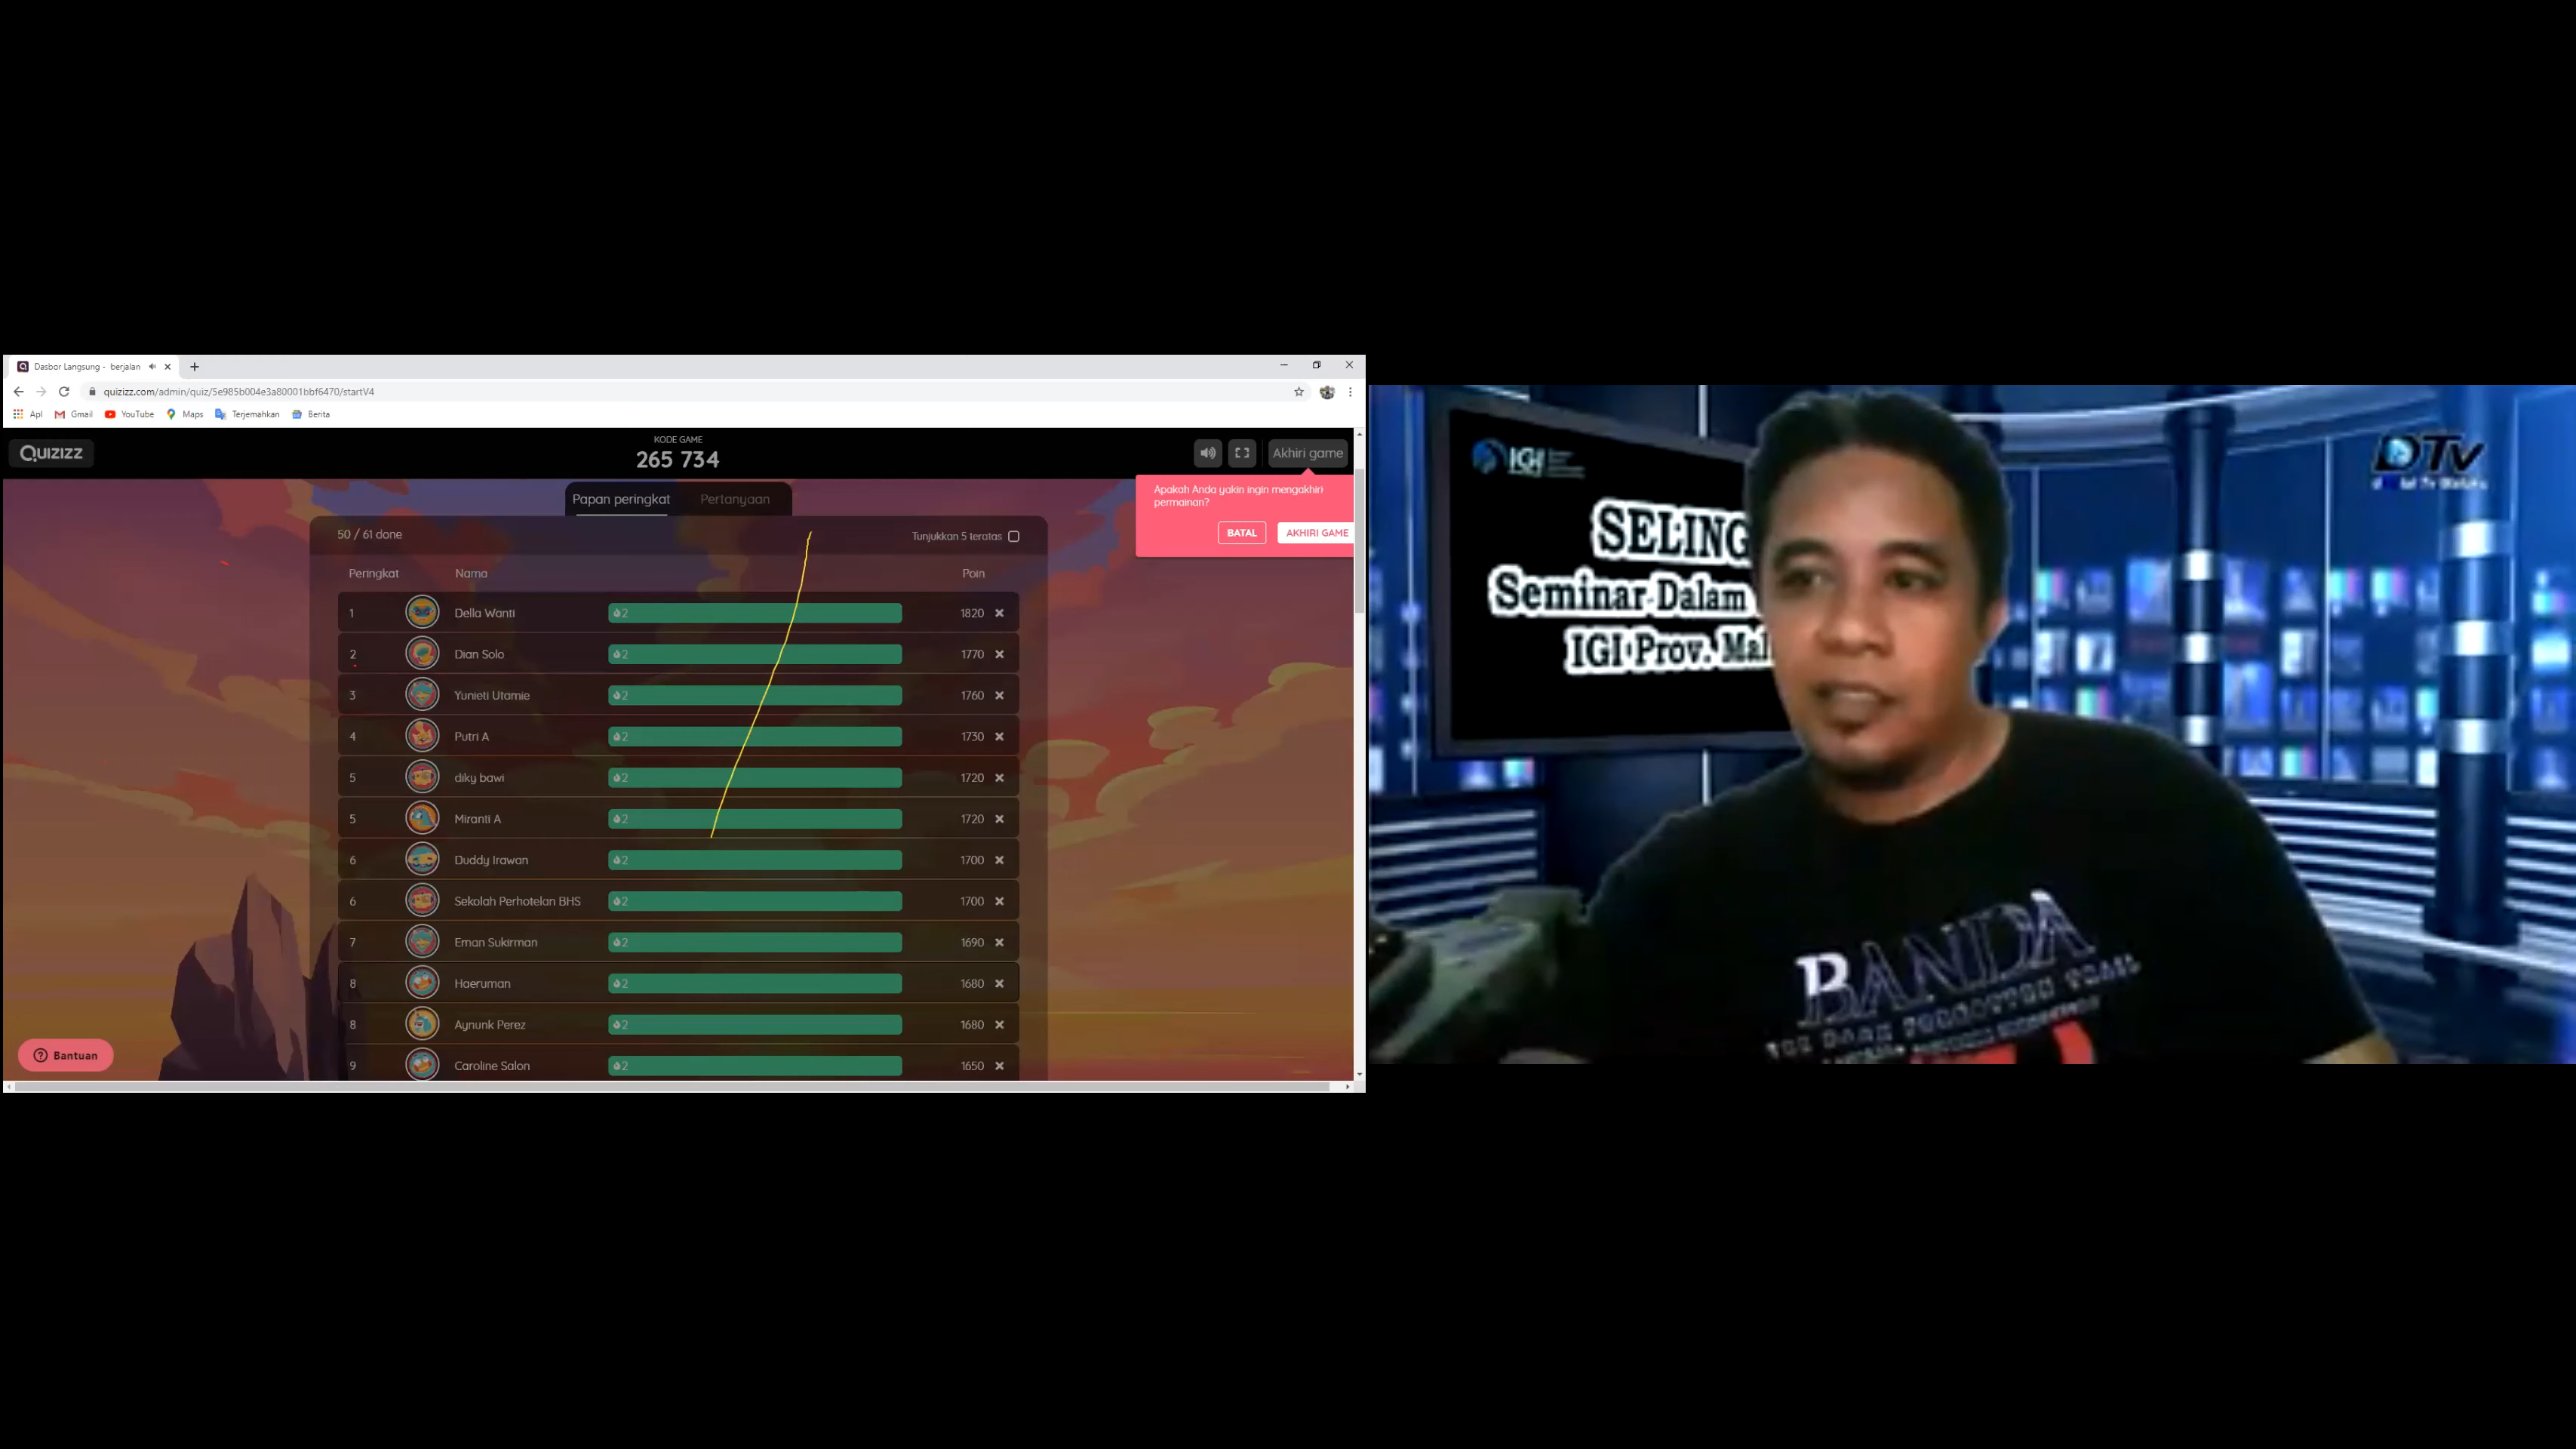 Dasbor Langsung - berjalan
quizizz.com/admin/quiz/5e985b004e3a80001bbf6470/startV4
Apl Gmail YouTube Maps Terjemahkan Berita
QUIZIZZ
KODE GAME
265 734
Akhiri game
Apakah Anda yakin ingin mengakhiri
permainan?
BATAL AKHIRI GAME
Papan peringkat Pertanyaan
50 / 61 done Tunjukkan 5 teratas
Peringkat Nama Poin
1 Della Wanti 2 1820
2 Dian Solo 2 1770
3 Yunieti Utamie 2 1760
4 Putri A 2 1730
5 diky bawi 2 1720
5 Miranti A 2 1720
6 Duddy Irawan 2 1700
6 Sekolah Perhotelan BHS 2 1700
7 Eman Sukirman 2 1690
8 Haeruman 2 1680
8 Aynunk Perez 2 1680
9 Caroline Salon 2 1650
Bantuan
IGI
SELING
Seminar Dalam
IGI Prov. Mal
DTv
BANDA
THE DARK FORGOTTEN TRAIL